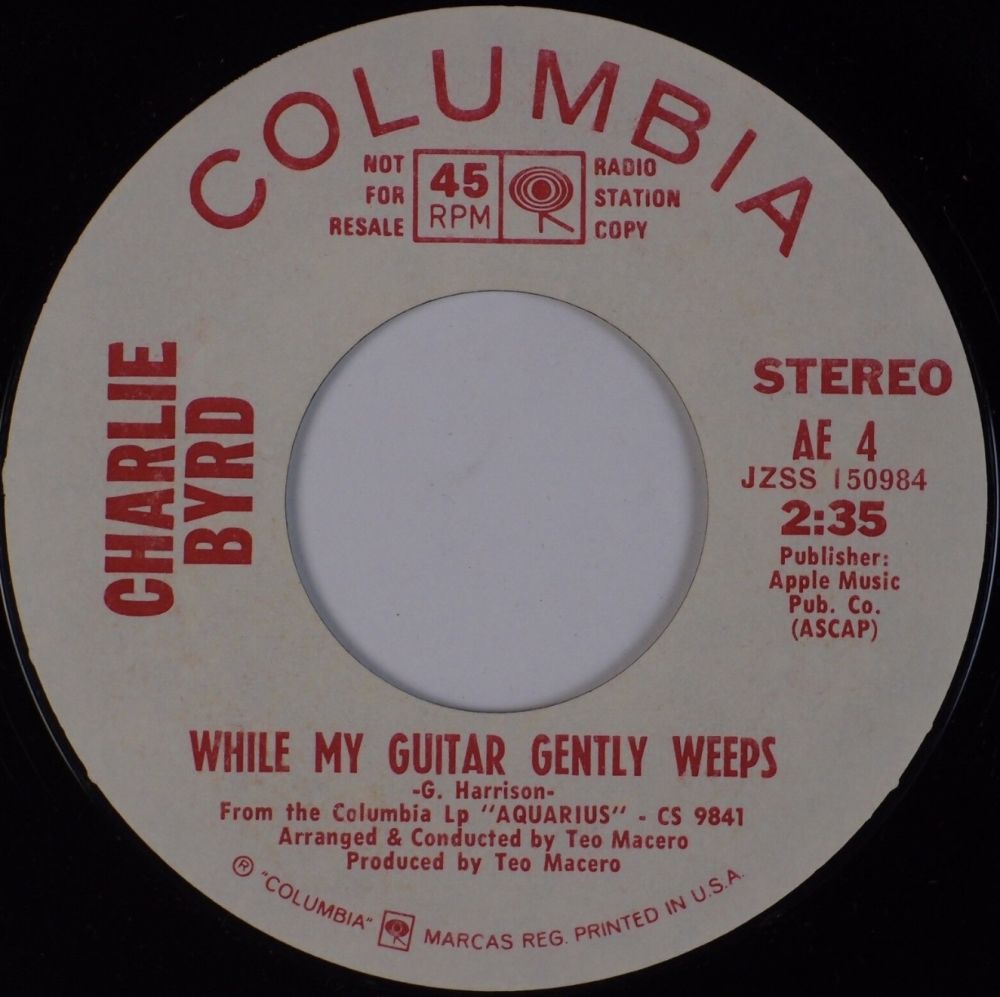 COLUMBIA
NOT
FOR
RESALE
45
RPM
RADIO
STATION
COPY
CHARLIE
BYRD
STEREO
AE 4
JZSS 150984
2:35
Publisher:
Apple Music
Pub. Co.
(ASCAP)
WHILE MY GUITAR GENTLY WEEPS
-G. Harrison-
From the Columbia Lp "AQUARIUS" - CS 9841
Arranged & Conducted by Teo Macero
Produced by Teo Macero
® "COLUMBIA" MARCAS REG. PRINTED IN U.S.A.